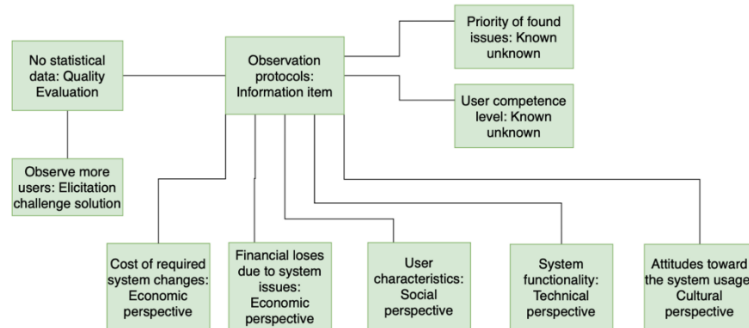 Priority of found
issues: Known
unknown
No statistical
data: Quality
Evaluation
Observation
protocols:
Information item
User competence
level: Known
unknown
Observe more
users: Elicitation
challenge solution
Cost of required
system changes:
Economic
perspective
Financial loses
due to system
issues:
Economic
perspective
User
characteristics:
Social
perspective
System
functionality:
Technical
perspective
Attitudes toward
the system usage:
Cultural
perspective